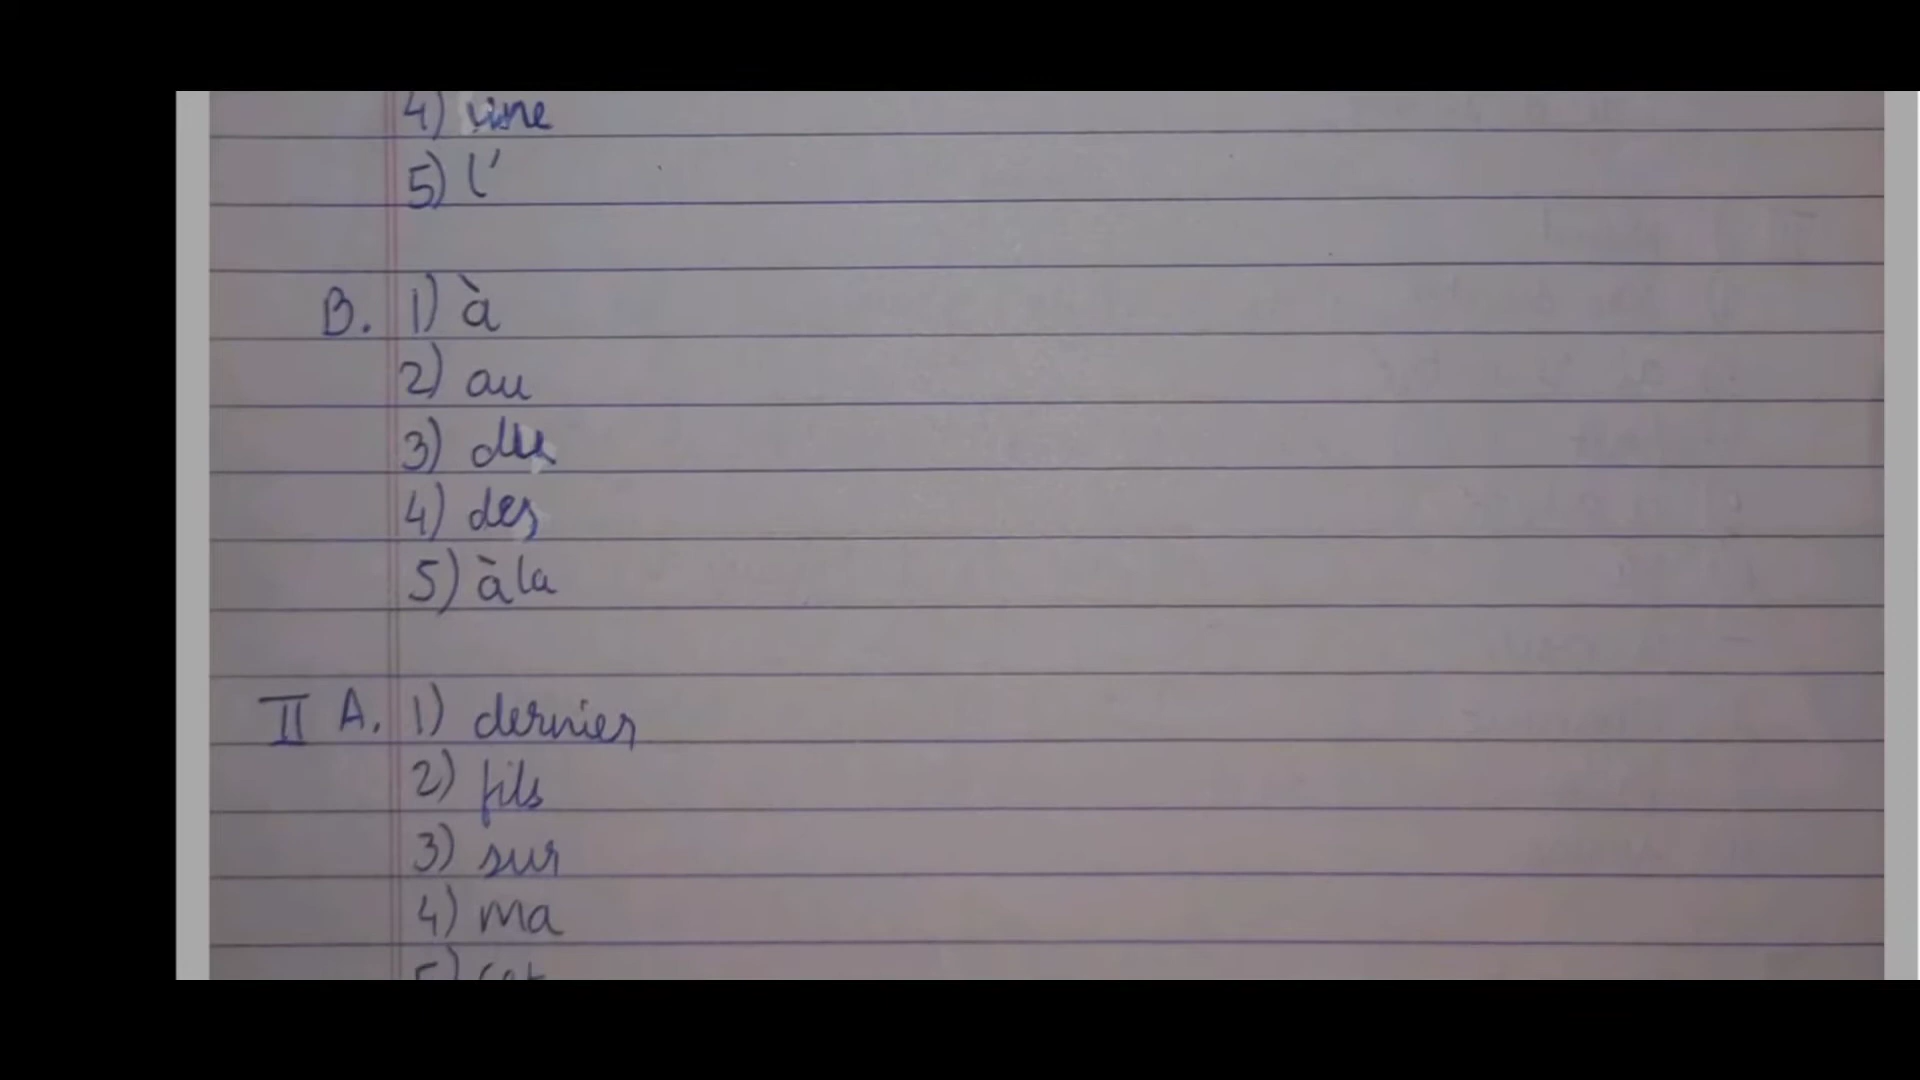 4) une
5) l'
B. 1) à
2) au
3) du
4) des
5) à la
II A. 1) dernier
2) fils
3) sur
4) ma
5)